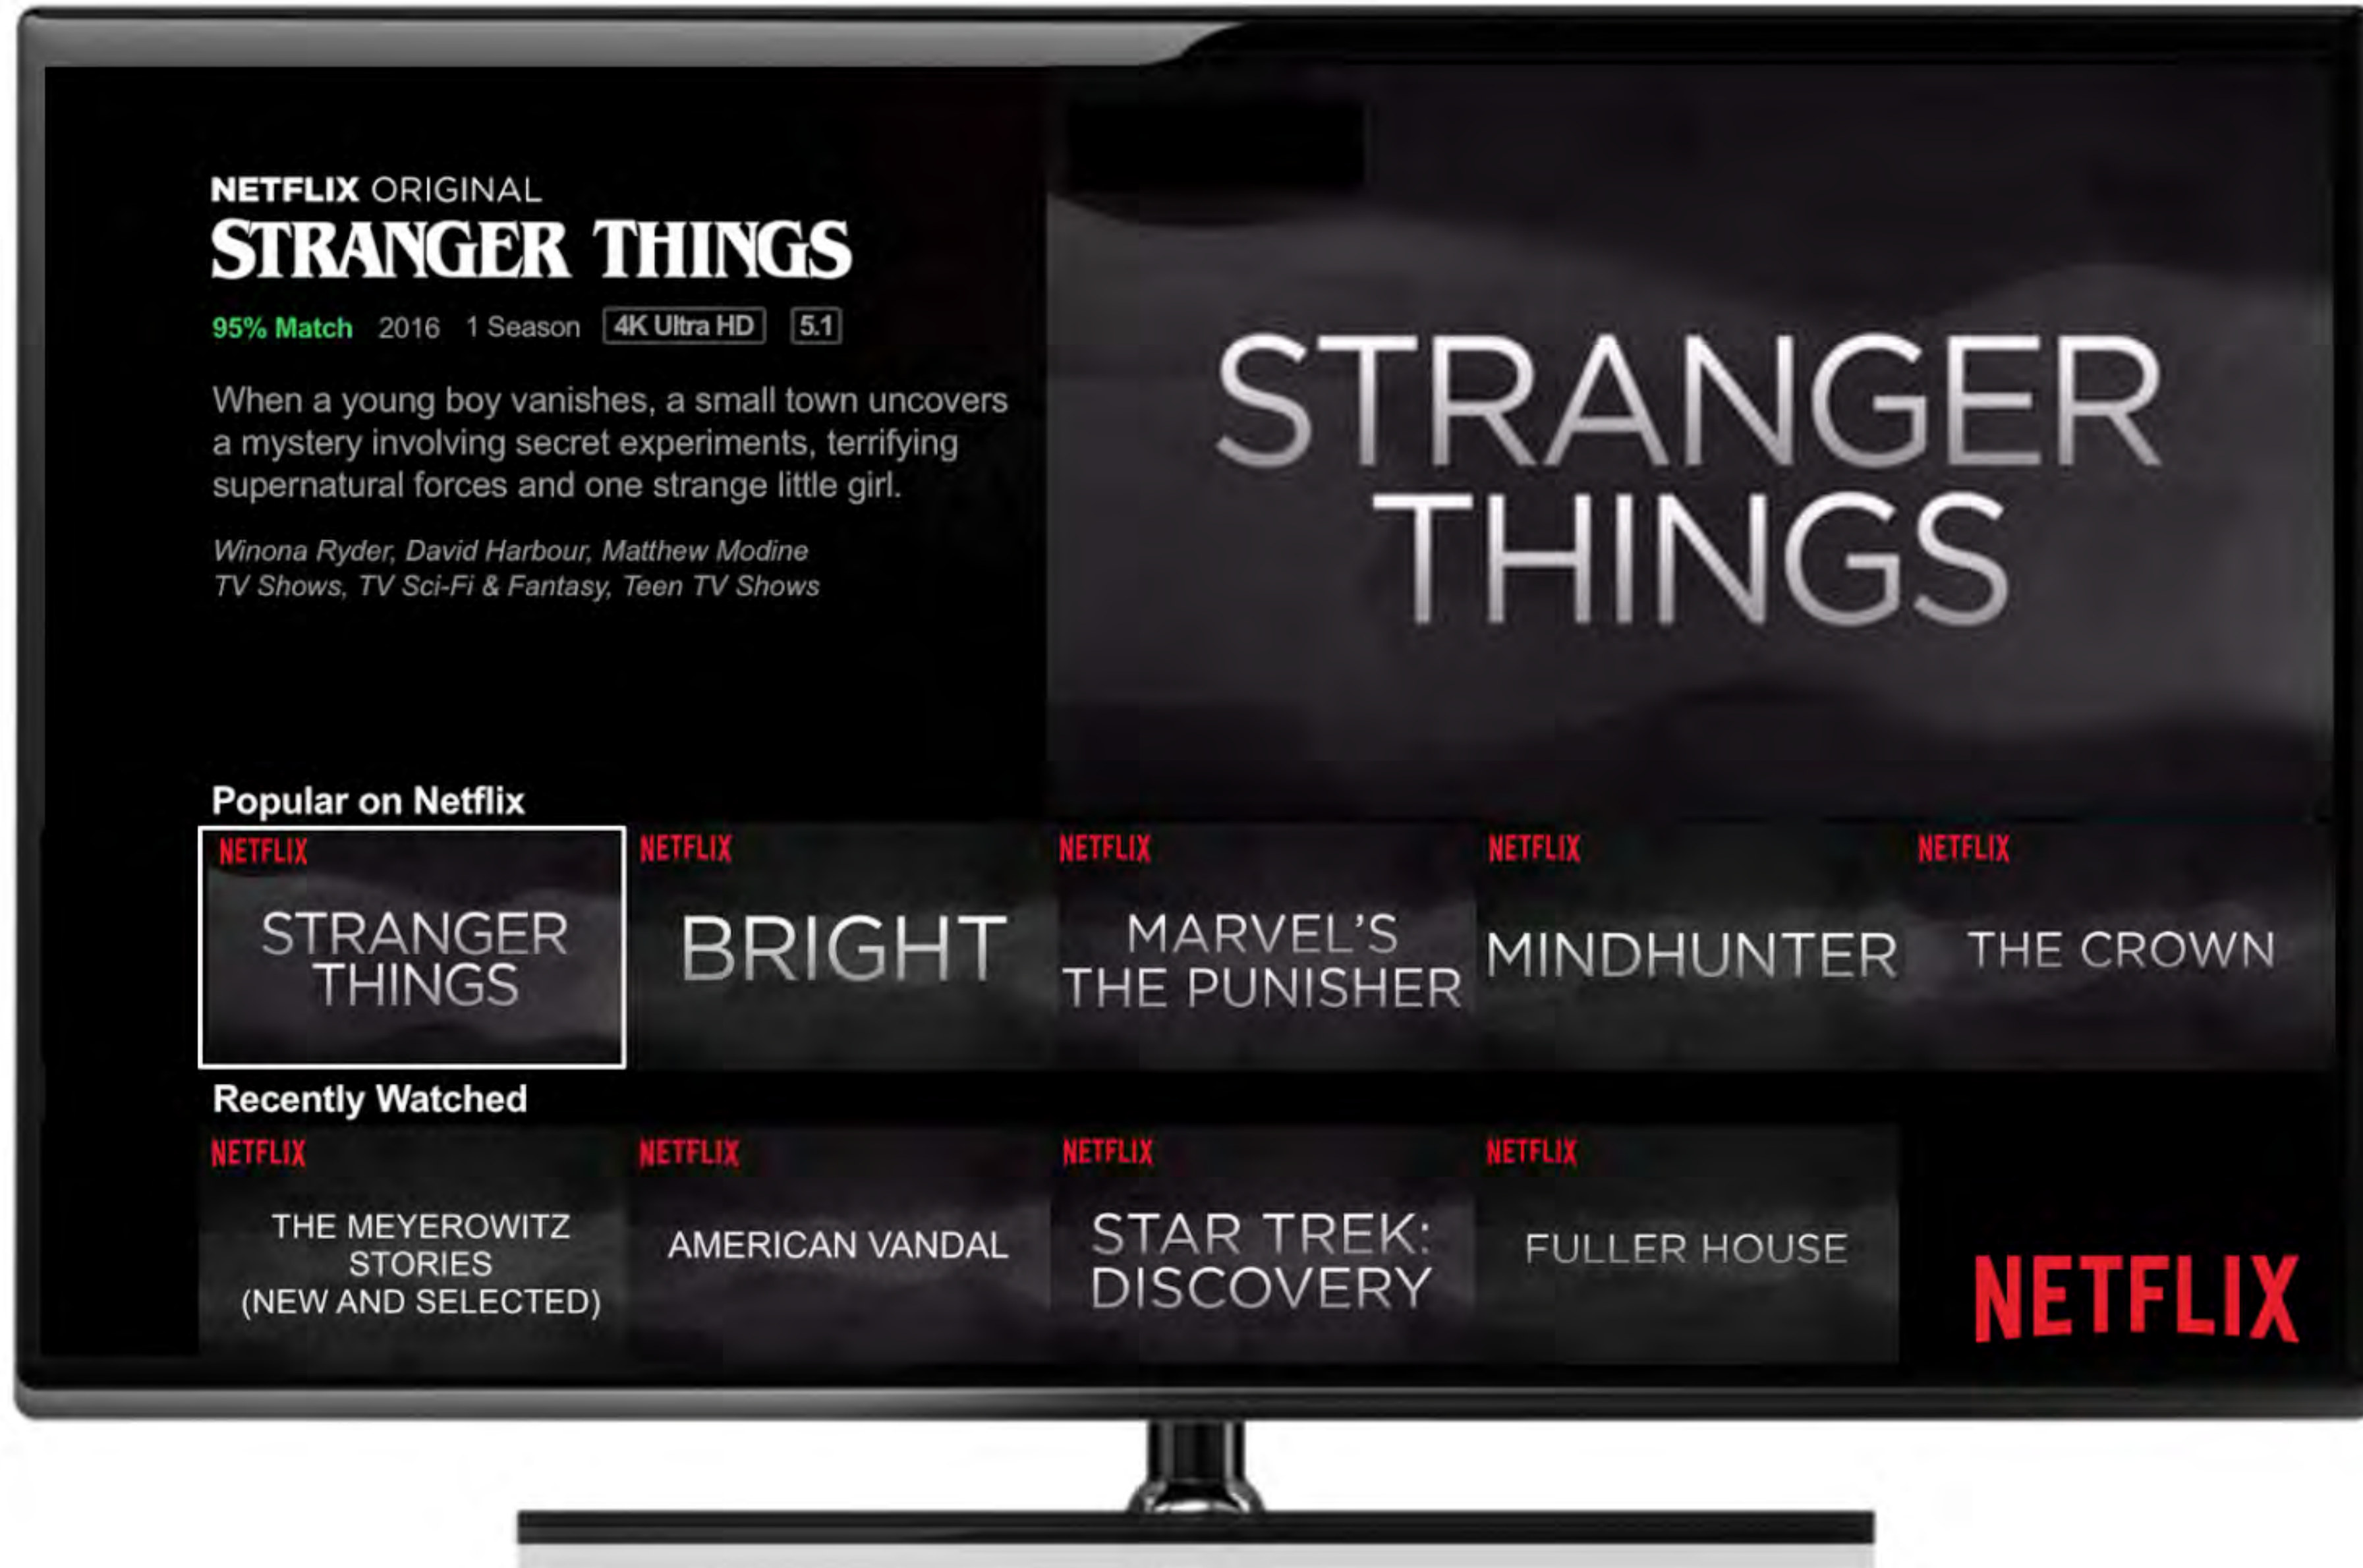 NETFLIX ORIGINAL
STRANGER THINGS
95% Match 2016 1 Season 4K Ultra HD 5.1
When a young boy vanishes, a small town uncovers
a mystery involving secret experiments, terrifying
supernatural forces and one strange little girl.
Winona Ryder, David Harbour, Matthew Modine
TV Shows, TV Sci-Fi & Fantasy, Teen TV Shows
STRANGER
THINGS
Popular on Netflix
NETFLIX
STRANGER
THINGS
NETFLIX
BRIGHT
NETFLIX
MARVEL'S
THE PUNISHER
NETFLIX
MINDHUNTER
NETFLIX
THE CROWN
Recently Watched
NETFLIX
THE MEYEROWITZ
STORIES
(NEW AND SELECTED)
NETFLIX
AMERICAN VANDAL
NETFLIX
STAR TREK:
DISCOVERY
NETFLIX
FULLER HOUSE
NETFLIX